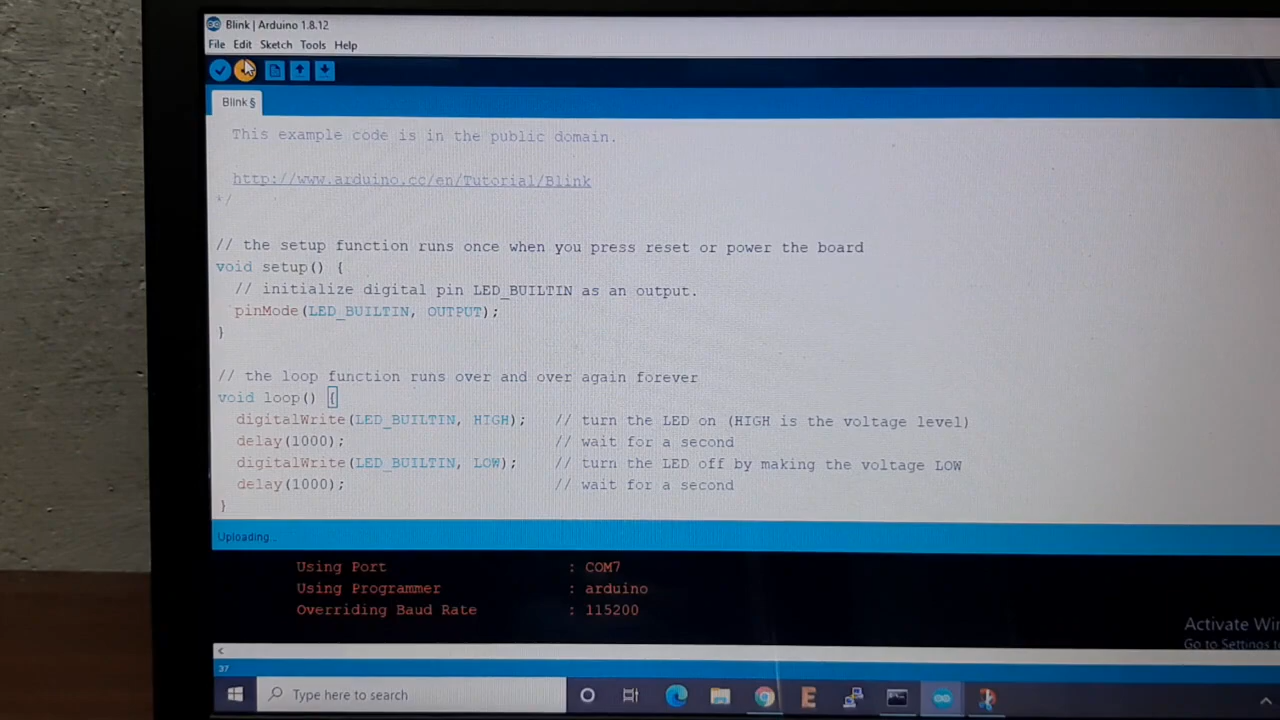 Blink | Arduino 1.8.12
File Edit Sketch Tools Help
Blink §
This example code is in the public domain.
http://www.arduino.cc/en/Tutorial/Blink
*/
// the setup function runs once when you press reset or power the board
void setup() {
// initialize digital pin LED_BUILTIN as an output.
pinMode(LED_BUILTIN, OUTPUT);
}
// the loop function runs over and over again forever
void loop() {
digitalWrite(LED_BUILTIN, HIGH); // turn the LED on (HIGH is the voltage level)
delay(1000); // wait for a second
digitalWrite(LED_BUILTIN, LOW); // turn the LED off by making the voltage LOW
delay(1000); // wait for a second
}
Uploading...
Using Port : COM7
Using Programmer : arduino
Overriding Baud Rate : 115200
Activate Wi
Go to Settings t
37
Type here to search